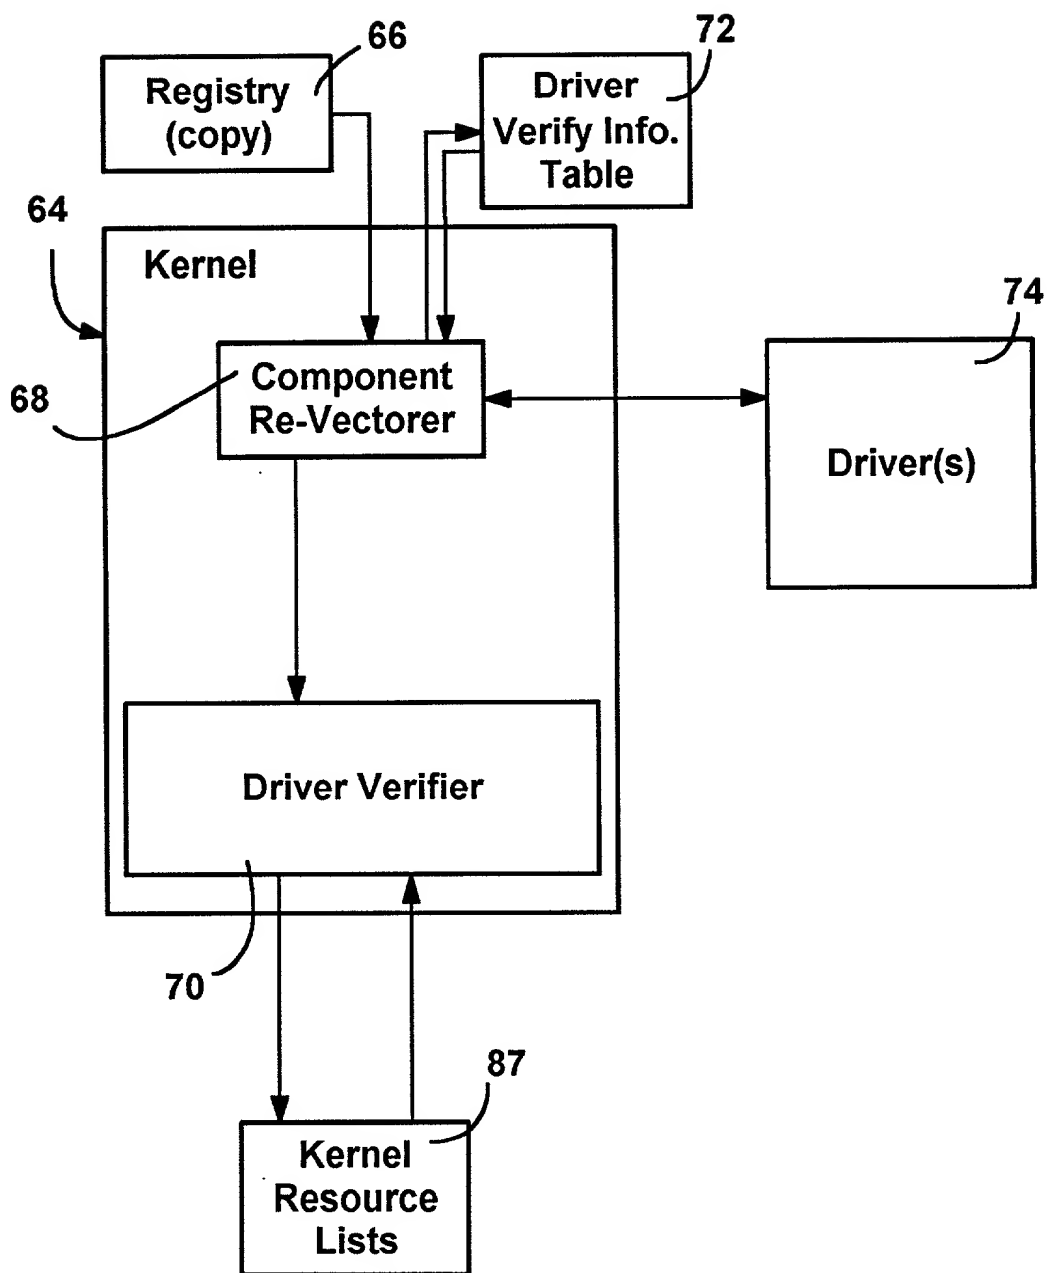 66
72
Registry
(copy)
Driver
Verify Info.
Table
64
Kernel
74
68
Component
Re-Vectorer
Driver(s)
Driver Verifier
70
87
Kernel
Resource
Lists